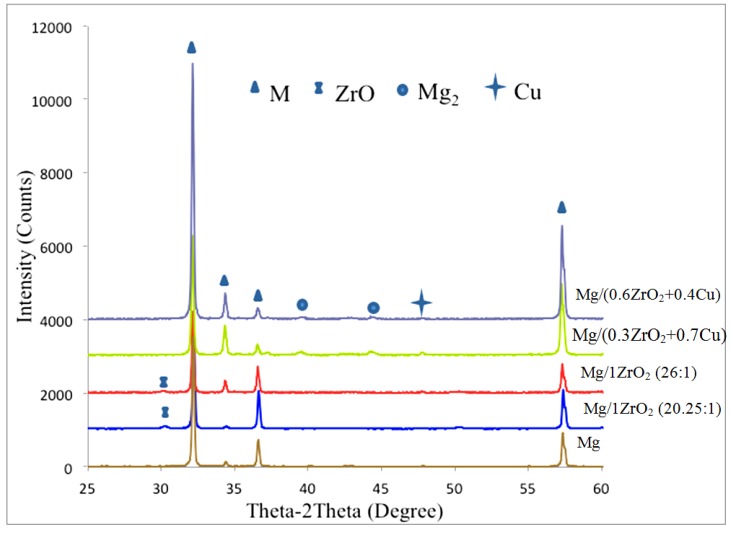 12000
10000
8000
6000
4000
2000
0
Intensity (Counts)
M ZrO Mg₂ Cu
Mg/(0.6ZrO₂+0.4Cu)
Mg/(0.3ZrO₂+0.7Cu)
Mg/1ZrO₂ (26:1)
Mg/1ZrO₂ (20.25:1)
Mg
25 30 35 40 45 50 55 60
Theta-2Theta (Degree)